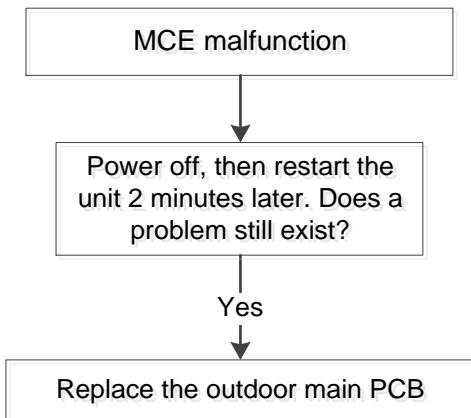 MCE malfunction
Power off, then restart the
unit 2 minutes later. Does a
problem still exist?
Yes
Replace the outdoor main PCB